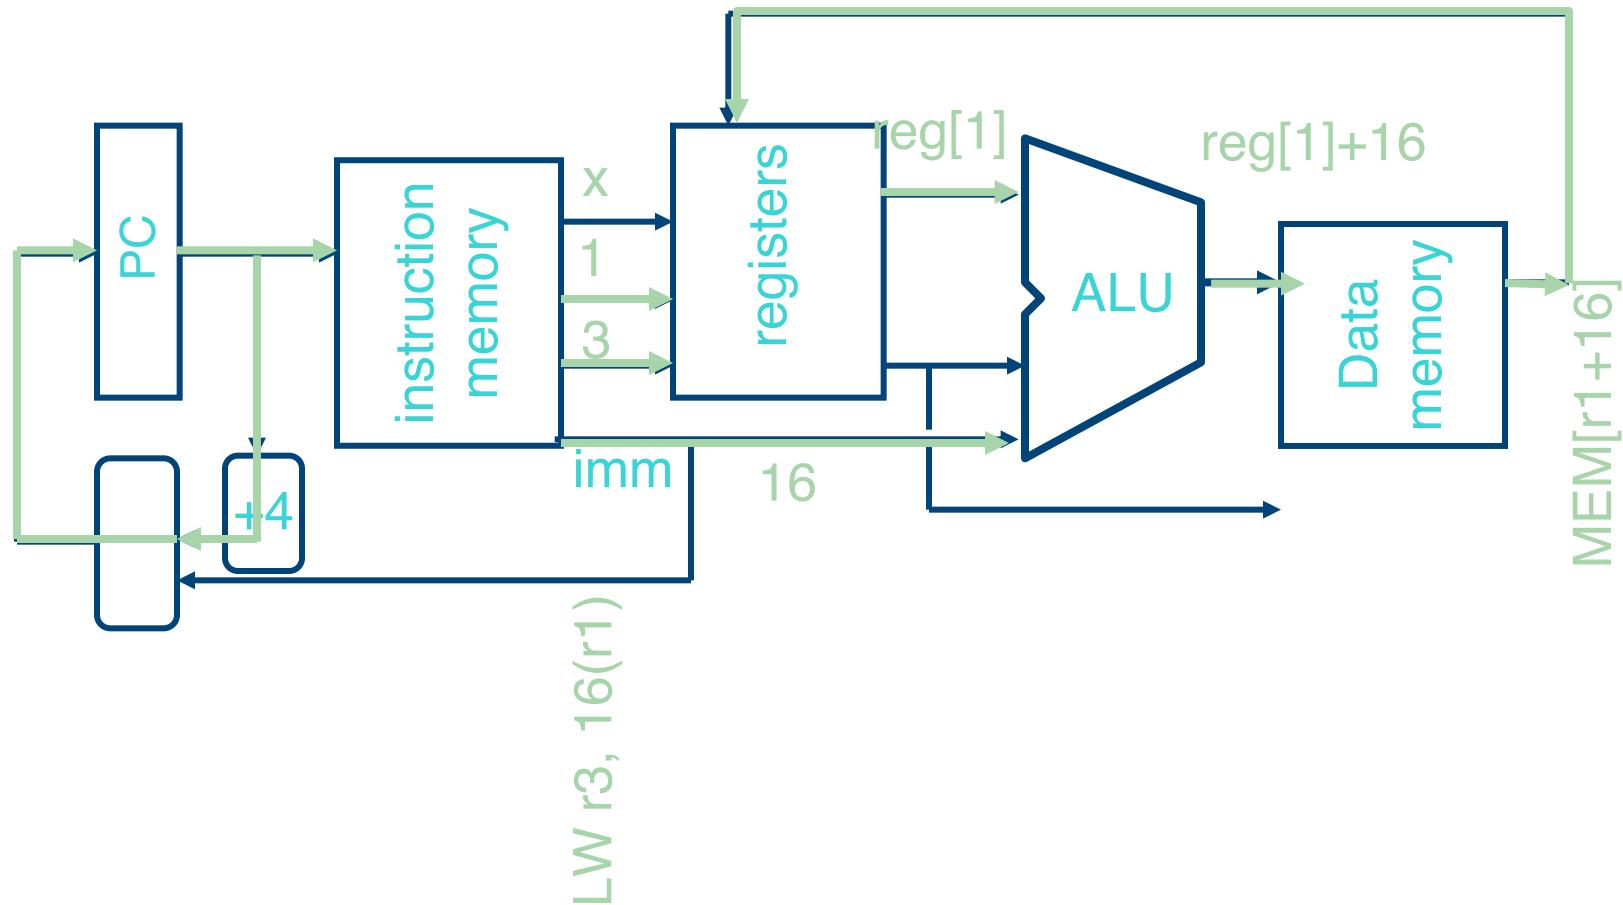 PC
+4
instruction
memory
x
1
3
imm
16
registers
reg[1]
ALU
reg[1]+16
Data
memory
MEM[r1+16]
LW r3, 16(r1)